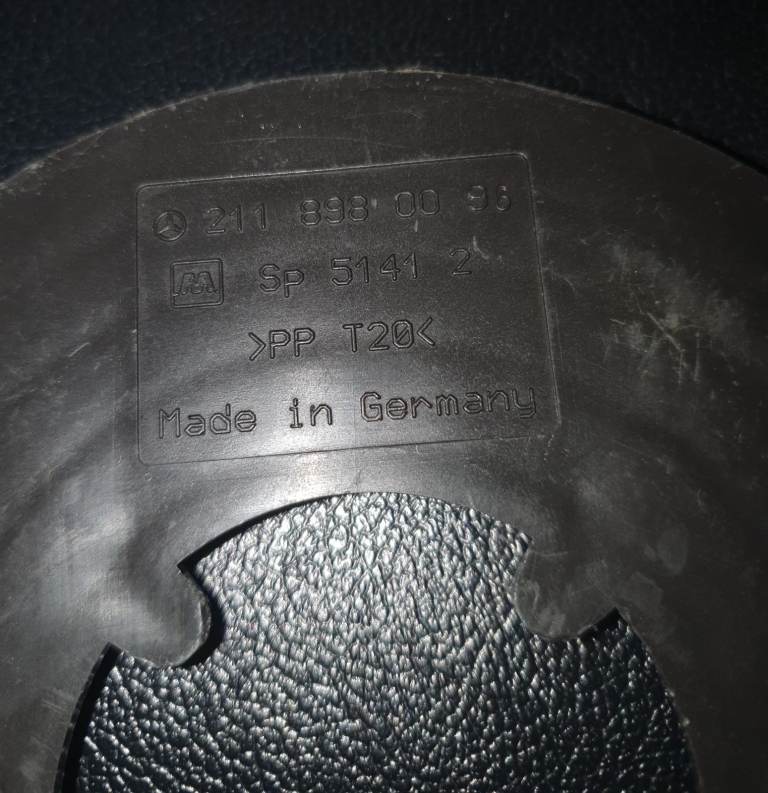 211 898 00 96
Sp 5141 2
>PP T20<
Made in Germany